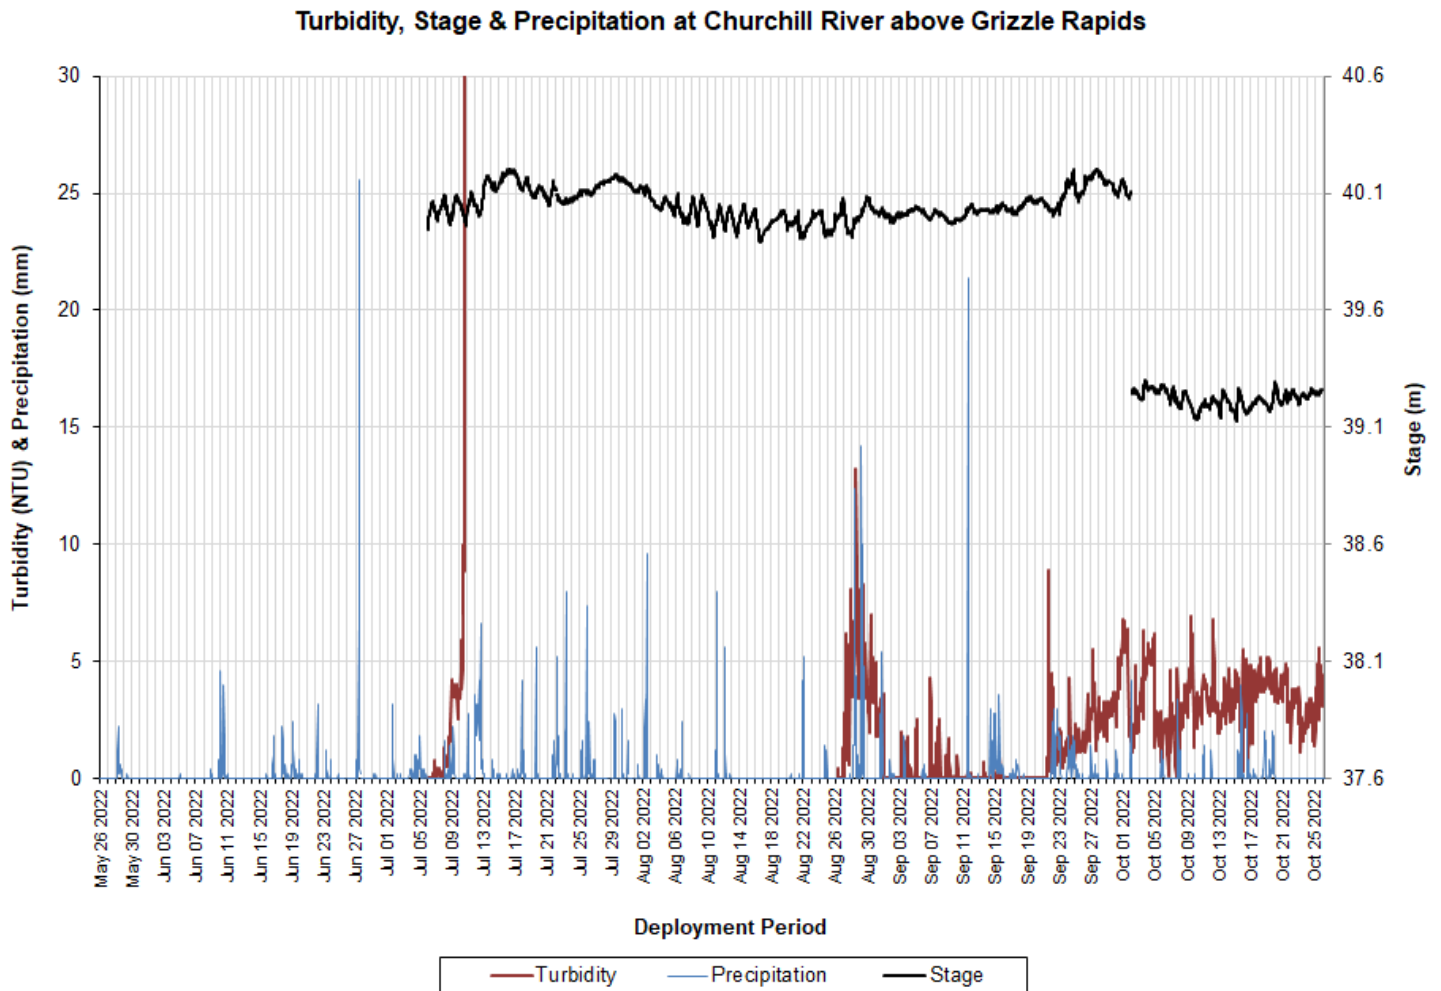 Turbidity, Stage & Precipitation at Churchill River above Grizzle Rapids
Turbidity (NTU) & Precipitation (mm)
30
25
20
15
10
5
0
40.6
40.1
39.6
39.1
38.6
38.1
37.6
Stage (m)
May 26 2022
May 30 2022
Jun 03 2022
Jun 07 2022
Jun 11 2022
Jun 15 2022
Jun 19 2022
Jun 23 2022
Jun 27 2022
Jul 01 2022
Jul 05 2022
Jul 09 2022
Jul 13 2022
Jul 17 2022
Jul 21 2022
Jul 25 2022
Jul 29 2022
Aug 02 2022
Aug 06 2022
Aug 10 2022
Aug 14 2022
Aug 18 2022
Aug 22 2022
Aug 26 2022
Aug 30 2022
Sep 03 2022
Sep 07 2022
Sep 11 2022
Sep 15 2022
Sep 19 2022
Sep 23 2022
Sep 27 2022
Oct 01 2022
Oct 05 2022
Oct 09 2022
Oct 13 2022
Oct 17 2022
Oct 21 2022
Oct 25 2022
Deployment Period
Turbidity
Precipitation
Stage